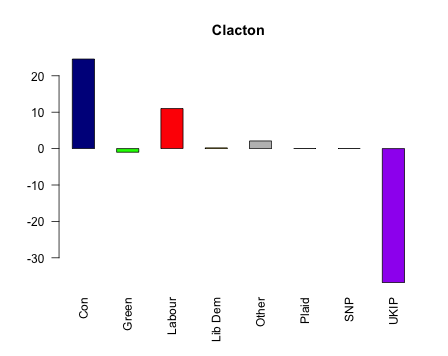 Clacton
20
10
0
-10
-20
-30
Con
Green
Labour
Lib Dem
Other
Plaid
SNP
UKIP